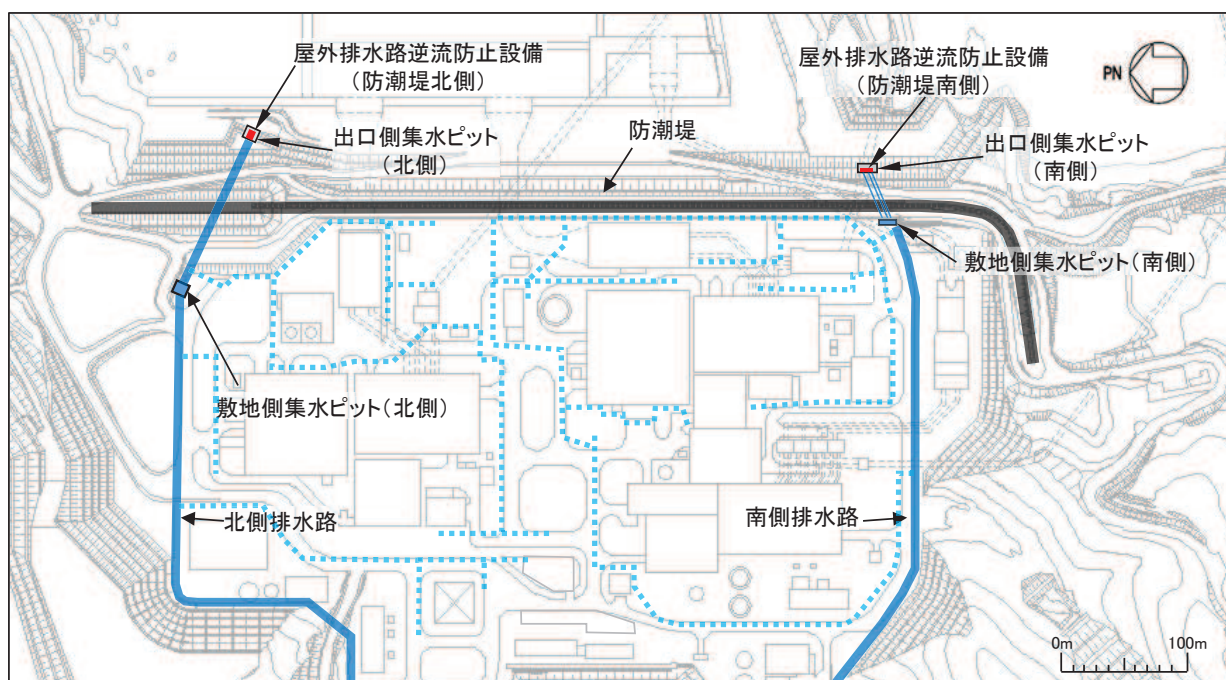 屋外排水路逆流防止設備
(防潮堤北側)
出口側集水ピット
(北側)
防潮堤
屋外排水路逆流防止設備
(防潮堤南側)
出口側集水ピット
(南側)
PN
敷地側集水ピット(南側)
敷地側集水ピット(北側)
北側排水路
南側排水路
0m
100m